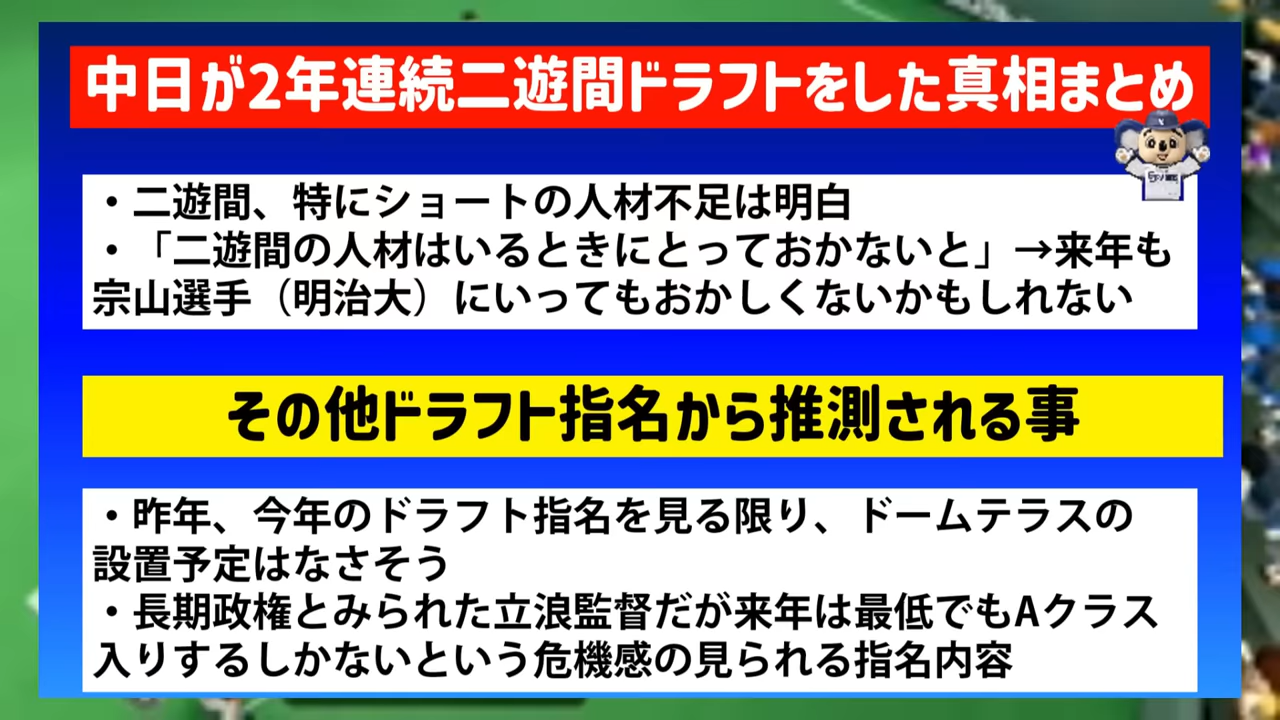 中日が2年連続二遊間ドラフトをした真相まとめ
・二遊間、特にショートの人材不足は明白
・「二遊間の人材はいるときにとっておかないと」→来年も
宗山選手（明治大）にいってもおかしくないかもしれない
その他ドラフト指名から推測される事
・昨年、今年のドラフト指名を見る限り、ドームテラスの
設置予定はなさそう
・長期政権とみられた立浪監督だが来年は最低でもAクラス
入りするしかないという危機感の見られる指名内容